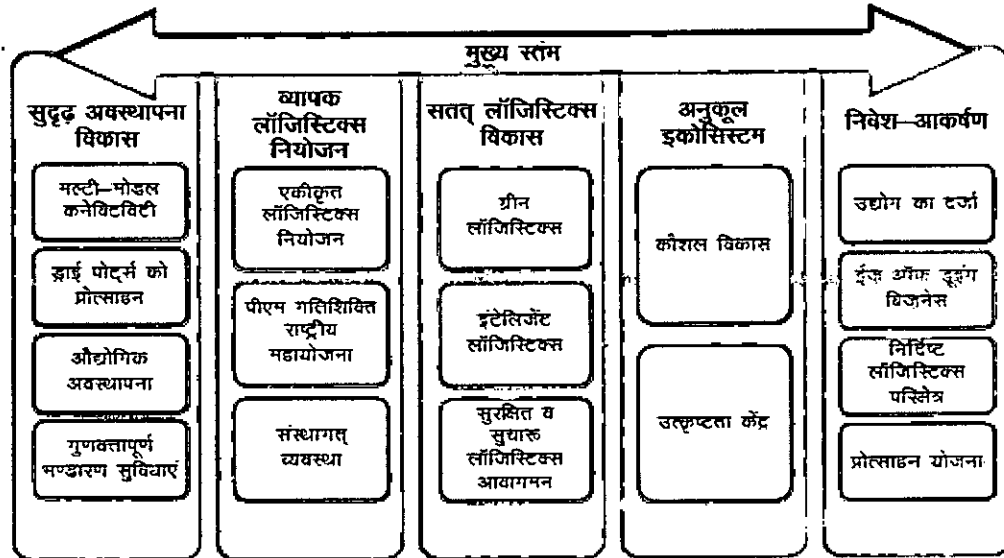 मुख्य स्तंभ
सुदृढ़ अवस्थापना
विकास
मल्टी–मोडल
कनेक्टिविटी
ड्राई पोर्ट्स को
प्रोत्साहन
औद्योगिक
अवस्थापना
गुणवत्तापूर्ण
भण्डारण सुविधाएं
व्यापक
लॉजिस्टिक्स
नियोजन
एकीकृत
लॉजिस्टिक्स
नियोजन
पीएम गतिशिक्ति
राष्ट्रीय
महायोजना
संस्थागत्
व्यवस्था
सतत् लॉजिस्टिक्स
विकास
ग्रीन
लॉजिस्टिक्स
इंटेलिजेंट
लॉजिस्टिक्स
सुरक्षित व
सुचारू
लॉजिस्टिक्स
आवागमन
अनुकूल
इकोसिस्टम
कौशल विकास
उत्कृष्टता केंद्र
निवेश–आकर्षण
उद्योग का दर्जा
ईज ऑफ डूइंग
बिजनेस
निर्दिष्ट
लॉजिस्टिक्स
परिक्षेत्र
प्रोत्साहन योजना